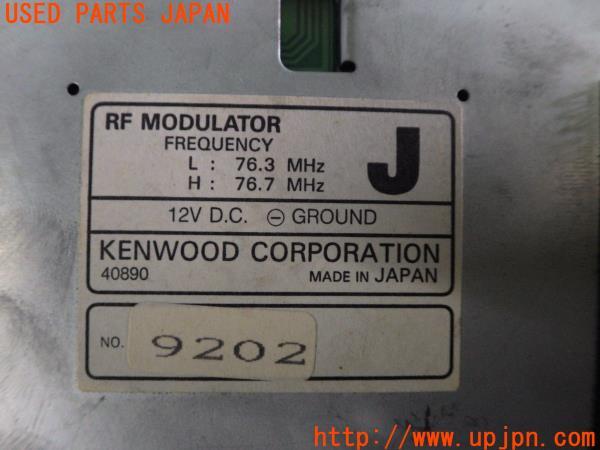 USED PARTS JAPAN
RF MODULATOR
FREQUENCY
L : 76.3 MHz
H : 76.7 MHz
J
12V D.C. ⊖ GROUND
KENWOOD CORPORATION
40890 MADE IN JAPAN
NO. 9202
http://www.upjpn.com/